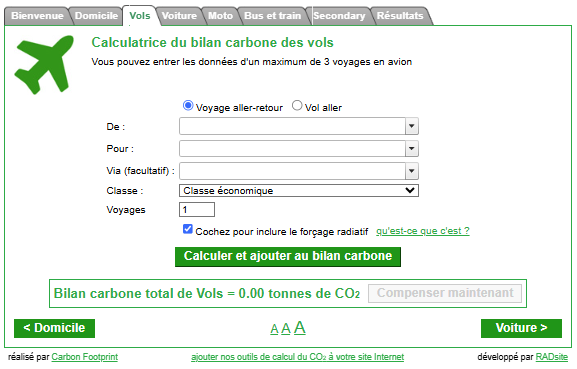 Bienvenue Domicile Vols Voiture Moto Bus et train Secondary Résultats
Calculatrice du bilan carbone des vols
Vous pouvez entrer les données d'un maximum de 3 voyages en avion
Voyage aller-retour Vol aller
De :
Pour :
Via (facultatif) :
Classe : Classe économique
Voyages 1
Cochez pour inclure le forçage radiatif qu'est-ce que c'est ?
Calculer et ajouter au bilan carbone
Bilan carbone total de Vols = 0.00 tonnes de CO2 Compenser maintenant
< Domicile A A A Voiture >
réalisé par Carbon Footprint ajouter nos outils de calcul du CO2 à votre site Internet développé par RADsite